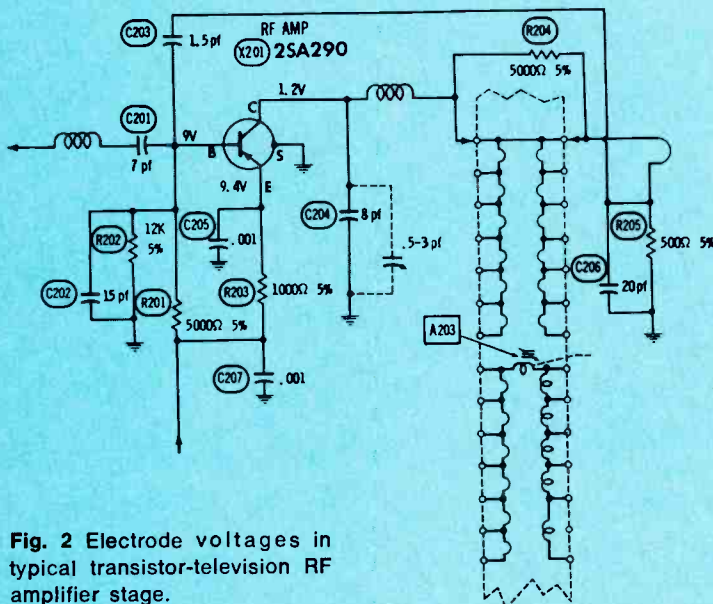 C203
1.5pf
RF AMP
X201 2SA290
R204
5000Ω 5%
1.2V
C
C201
7 pf
9V
B
S
9.4V
E
C205
.001
C204
8 pf
.5-3 pf
R202
12K
5%
C202
15 pf
R201
5000Ω 5%
R203
1000Ω 5%
C207
.001
C206
20pf
R205
500Ω 5%
A203
Fig. 2 Electrode voltages in
typical transistor-television RF
amplifier stage.